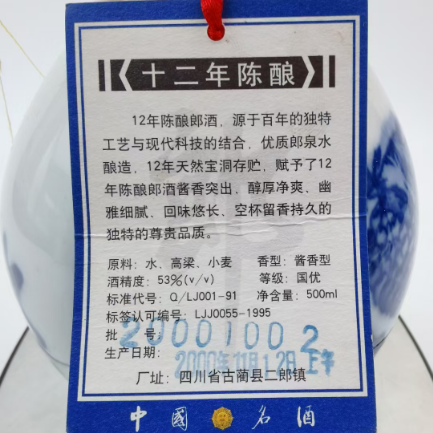 十二年陈酿
12年陈酿郎酒，源于百年的独特
工艺与现代科技的结合，优质郎泉水
酿造，12年天然宝洞存贮，赋予了12
年陈酿郎酒酱香突出、醇厚净爽、幽
雅细腻、回味悠长、空杯留香持久的
独特的尊贵品质。
原料：水、高粱、小麦 香型：酱香型
酒精度：53%(v/v) 等级：国优
标准代号：Q/LJ001-91 净含量：500ml
标签认可编号：LJJ0055-1995
批 号：20001002
生产日期：2000年11月12日 上午
厂址：四川省古蔺县二郎镇
中國名酒